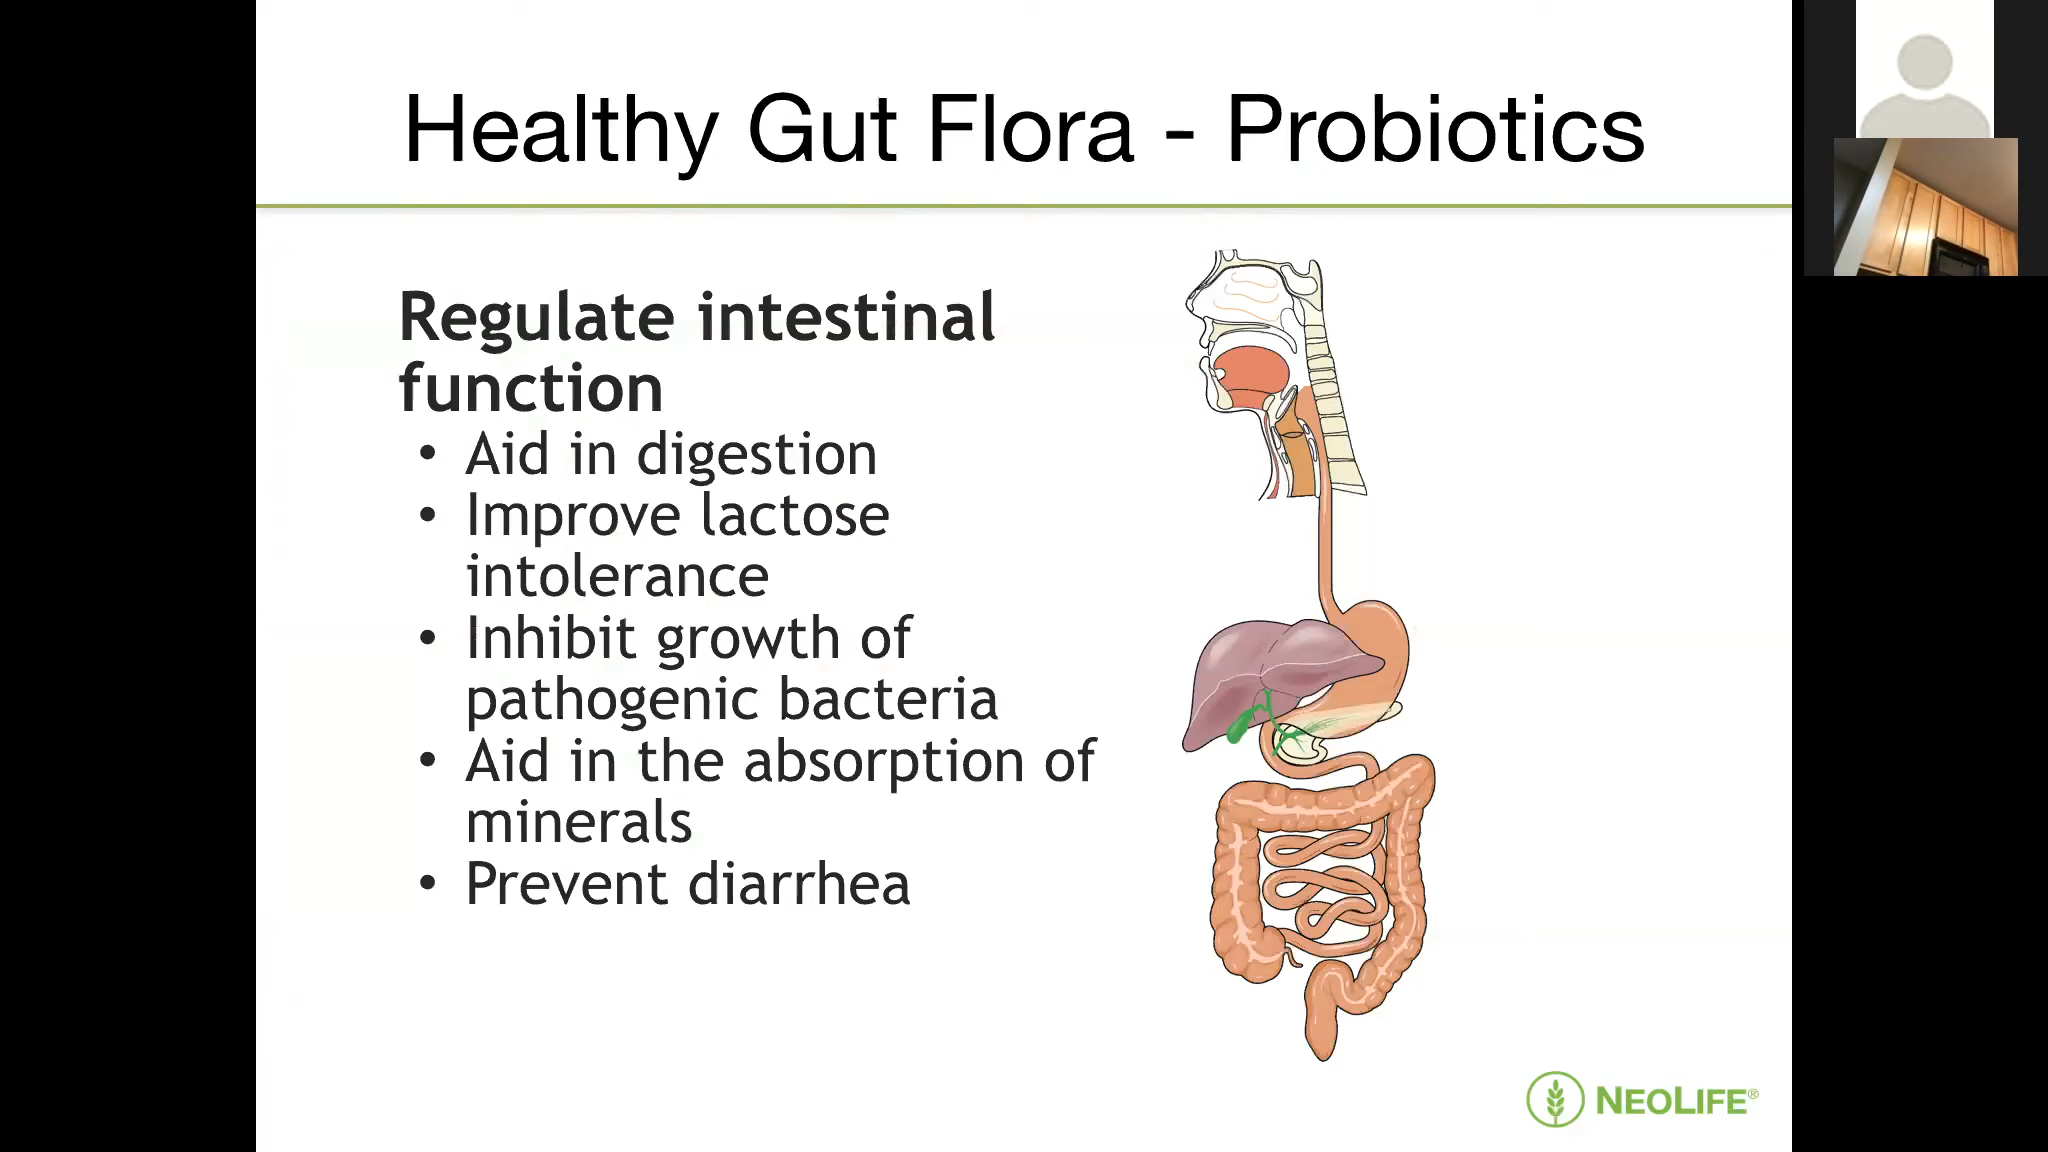 Healthy Gut Flora - Probiotics
Regulate intestinal
function
• Aid in digestion
• Improve lactose
intolerance
• Inhibit growth of
pathogenic bacteria
• Aid in the absorption of
minerals
• Prevent diarrhea
NEOLIFE®